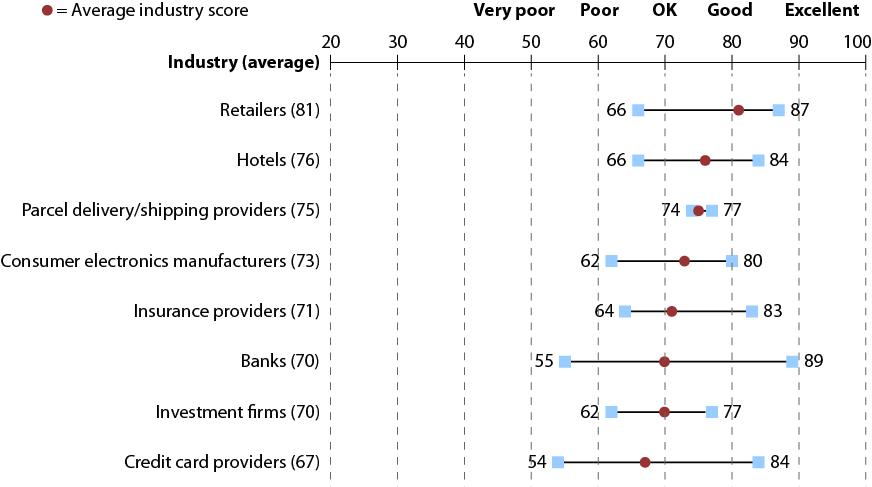 = Average industry score
Very poor Poor OK Good Excellent
20 30 40 50 60 70 80 90 100
Industry (average)
Retailers (81) 66 87
Hotels (76) 66 84
Parcel delivery/shipping providers (75) 74 77
Consumer electronics manufacturers (73) 62 80
Insurance providers (71) 64 83
Banks (70) 55 89
Investment firms (70) 62 77
Credit card providers (67) 54 84